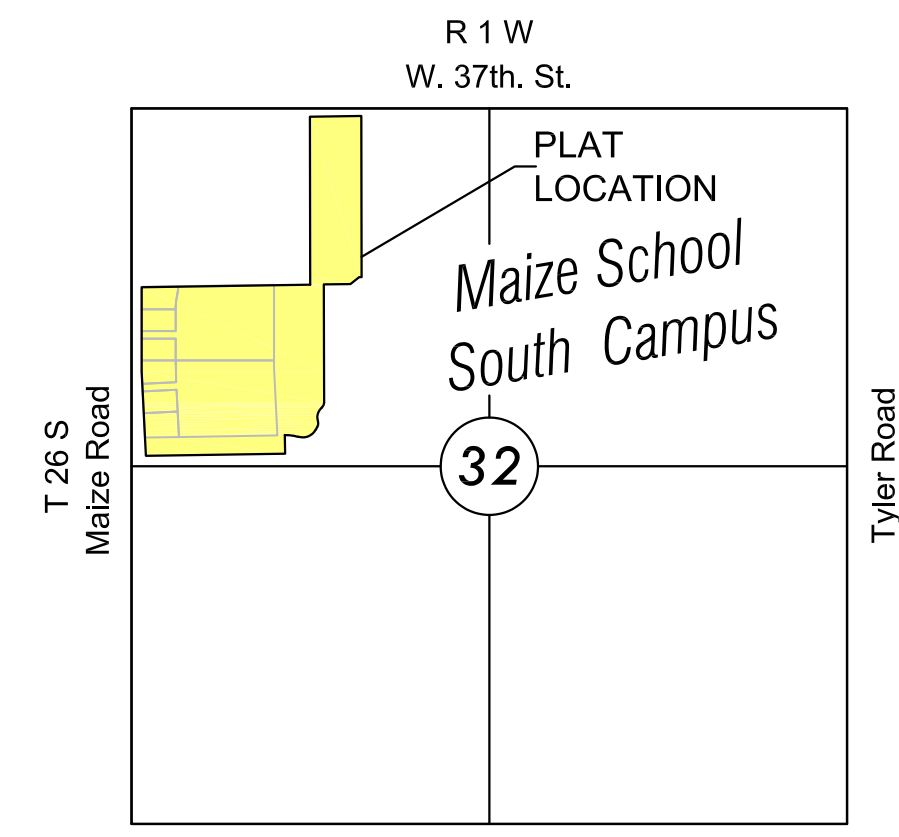 R 1 W
W. 37th. St.
PLAT
LOCATION
Maize School
South Campus
T 26 S
Maize Road
32
Tyler Road